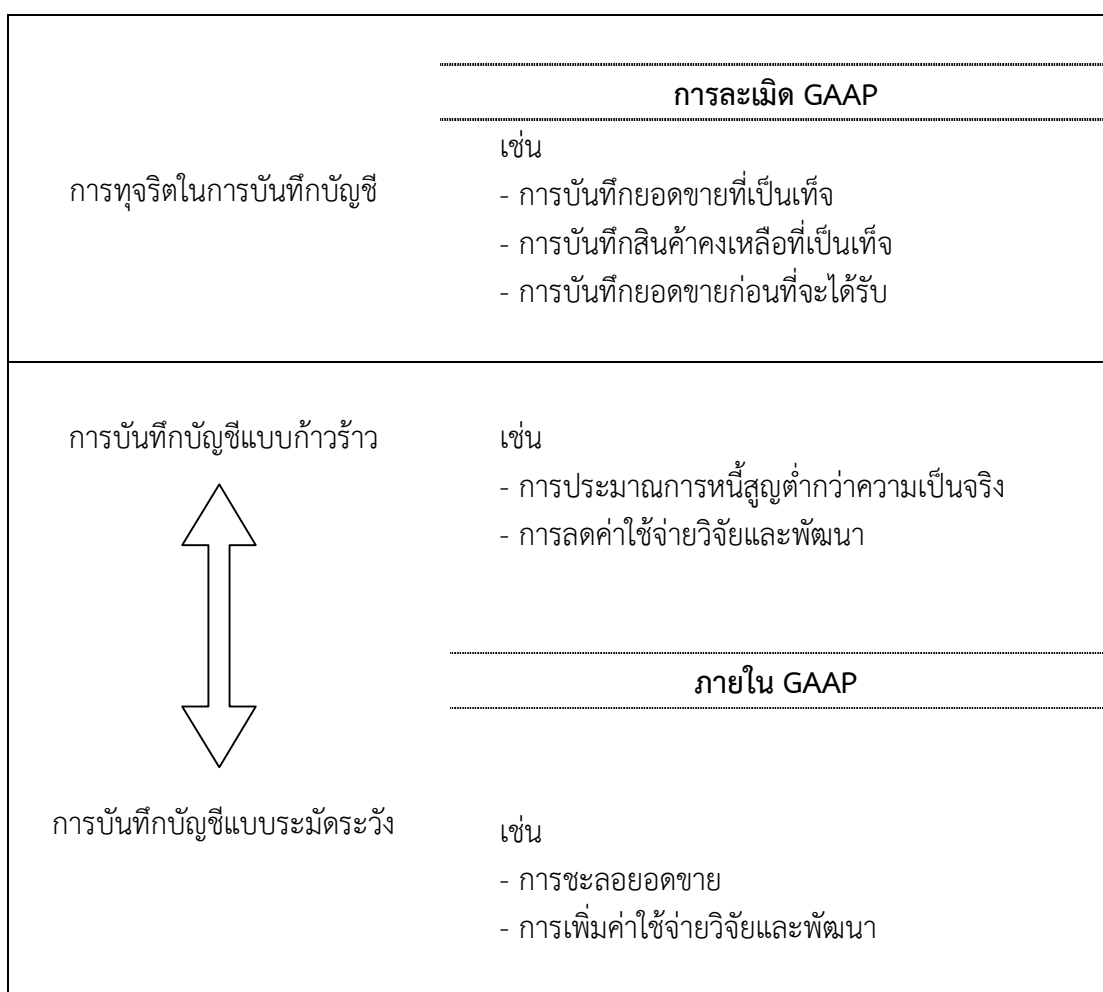 การละเมิด GAAP
การทุจริตในการบันทึกบัญชี
เช่น
- การบันทึกยอดขายที่เป็นเท็จ
- การบันทึกสินค้าคงเหลือที่เป็นเท็จ
- การบันทึกยอดขายก่อนที่จะได้รับ
การบันทึกบัญชีแบบก้าวร้าว
เช่น
- การประมาณการหนี้สูญต่ำกว่าความเป็นจริง
- การลดค่าใช้จ่ายวิจัยและพัฒนา
ภายใน GAAP
การบันทึกบัญชีแบบระมัดระวัง
เช่น
- การชะลอยอดขาย
- การเพิ่มค่าใช้จ่ายวิจัยและพัฒนา